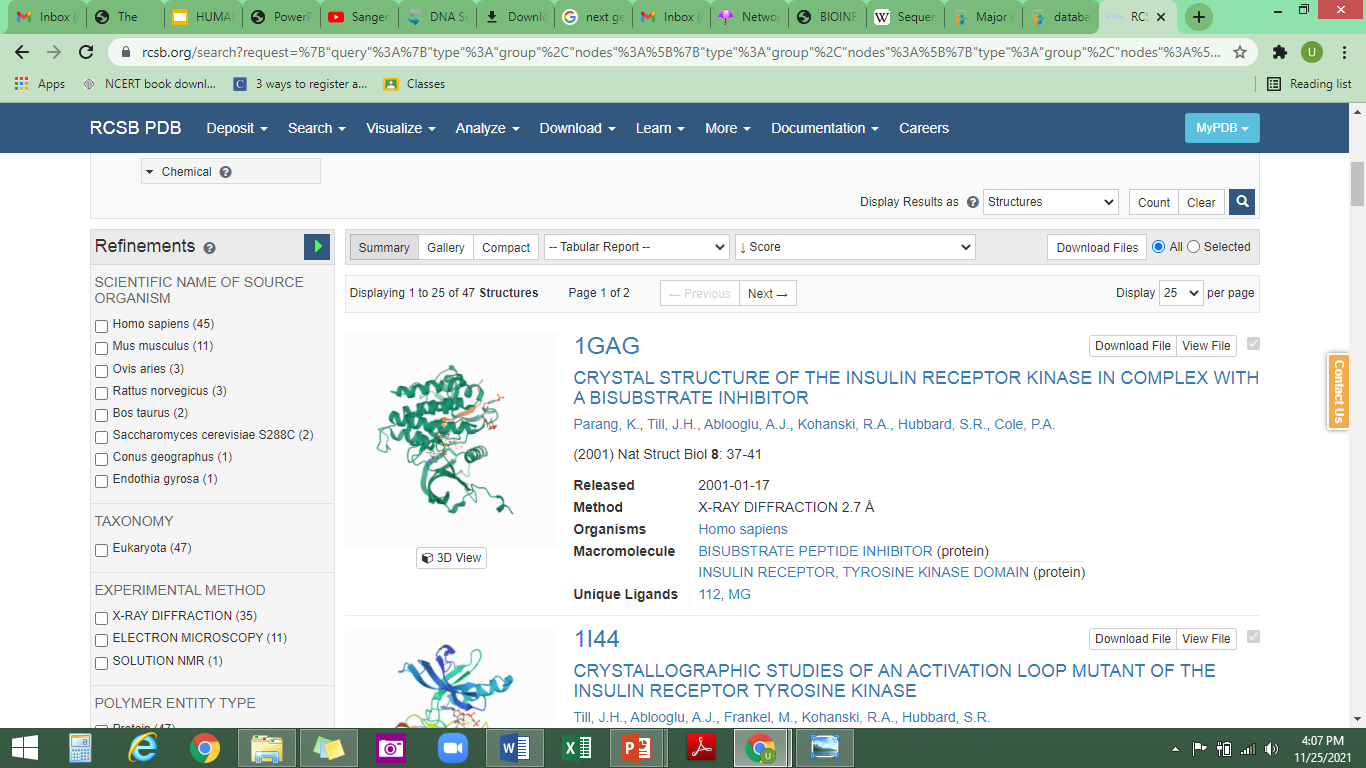 Inbox (
The
HUMAN
PowerP
Sanger
DNA Se
Downlo
next ge
Inbox (
Netwo
BIOINF
Sequen
Major c
databa
RCS
rcsb.org/search?request=%7B"query"%3A%7B"type"%3A"group"%2C"nodes"%3A%5B%7B"type"%3A"group"%2C"nodes"%3A%5B%7B"type"%3A"group"%2C"nodes"%3A%5...
U
Apps
NCERT book downl...
3 ways to register a...
Classes
Reading list
RCSB PDB Deposit Search Visualize Analyze Download Learn More Documentation Careers MyPDB
Chemical ?
Display Results as ? Structures Count Clear
Refinements ?
Summary Gallery Compact -- Tabular Report -- ↓ Score Download Files All Selected
Displaying 1 to 25 of 47 Structures Page 1 of 2 ← Previous Next → Display 25 per page
SCIENTIFIC NAME OF SOURCE
ORGANISM
Homo sapiens (45)
Mus musculus (11)
Ovis aries (3)
Rattus norvegicus (3)
Bos taurus (2)
Saccharomyces cerevisiae S288C (2)
Conus geographus (1)
Endothia gyrosa (1)
TAXONOMY
Eukaryota (47)
EXPERIMENTAL METHOD
X-RAY DIFFRACTION (35)
ELECTRON MICROSCOPY (11)
SOLUTION NMR (1)
POLYMER ENTITY TYPE
Protein (47)
3D View
1GAG
Download File View File
CRYSTAL STRUCTURE OF THE INSULIN RECEPTOR KINASE IN COMPLEX WITH
A BISUBSTRATE INHIBITOR
Parang, K., Till, J.H., Ablooglu, A.J., Kohanski, R.A., Hubbard, S.R., Cole, P.A.
(2001) Nat Struct Biol 8: 37-41
Released 2001-01-17
Method X-RAY DIFFRACTION 2.7 Å
Organisms Homo sapiens
Macromolecule BISUBSTRATE PEPTIDE INHIBITOR (protein)
INSULIN RECEPTOR, TYROSINE KINASE DOMAIN (protein)
Unique Ligands 112, MG
1I44
Download File View File
CRYSTALLOGRAPHIC STUDIES OF AN ACTIVATION LOOP MUTANT OF THE
INSULIN RECEPTOR TYROSINE KINASE
Till, J.H., Ablooglu, A.J., Frankel, M., Kohanski, R.A., Hubbard, S.R.
Contact Us
4:07 PM
11/25/2021